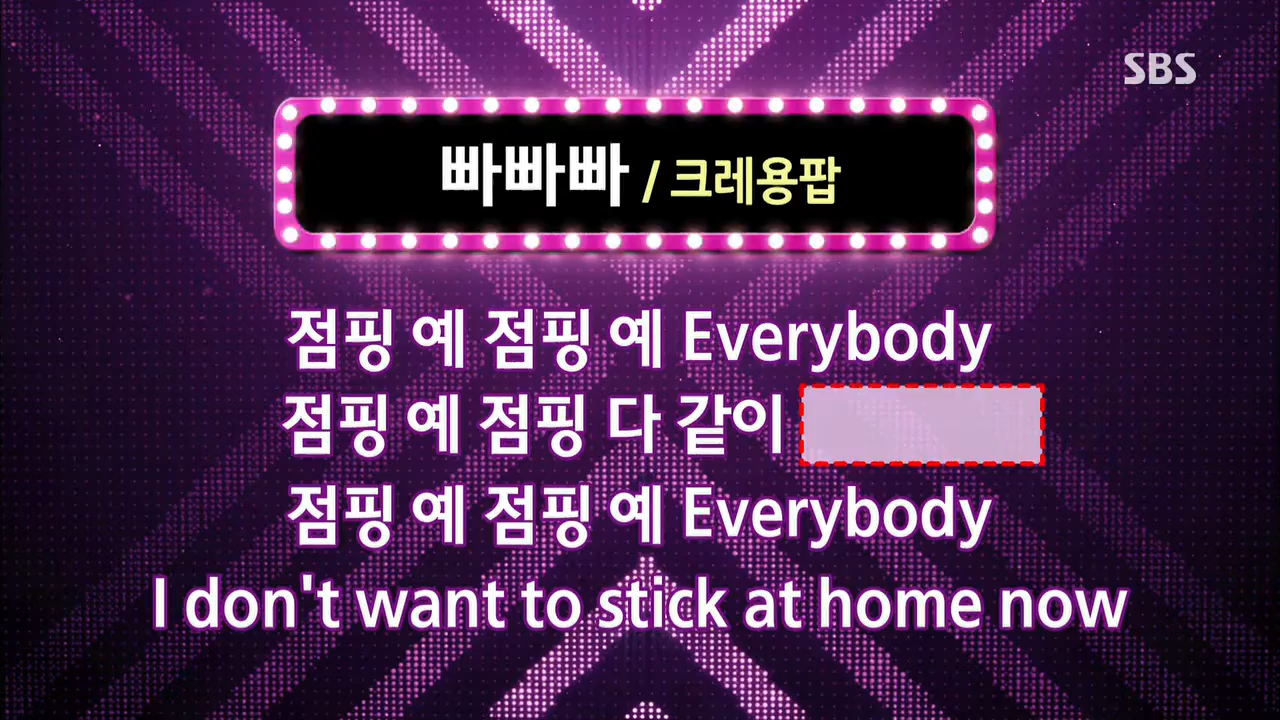 SBS
빠빠빠 / 크레용팝
점핑 예 점핑 예 Everybody
점핑 예 점핑 다 같이
점핑 예 점핑 예 Everybody
I don't want to stick at home now